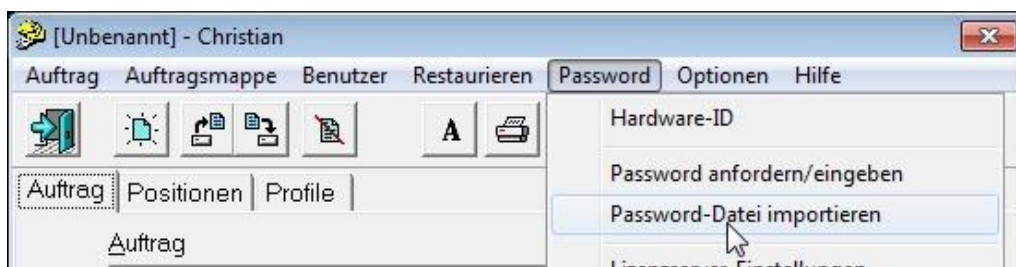 [Unbenannt] - Christian
Auftrag Auftragsmappe Benutzer Restaurieren Password Optionen Hilfe
A
Hardware-ID
Password anfordern/eingeben
Auftrag Positionen Profile
Password-Datei importieren
Auftrag